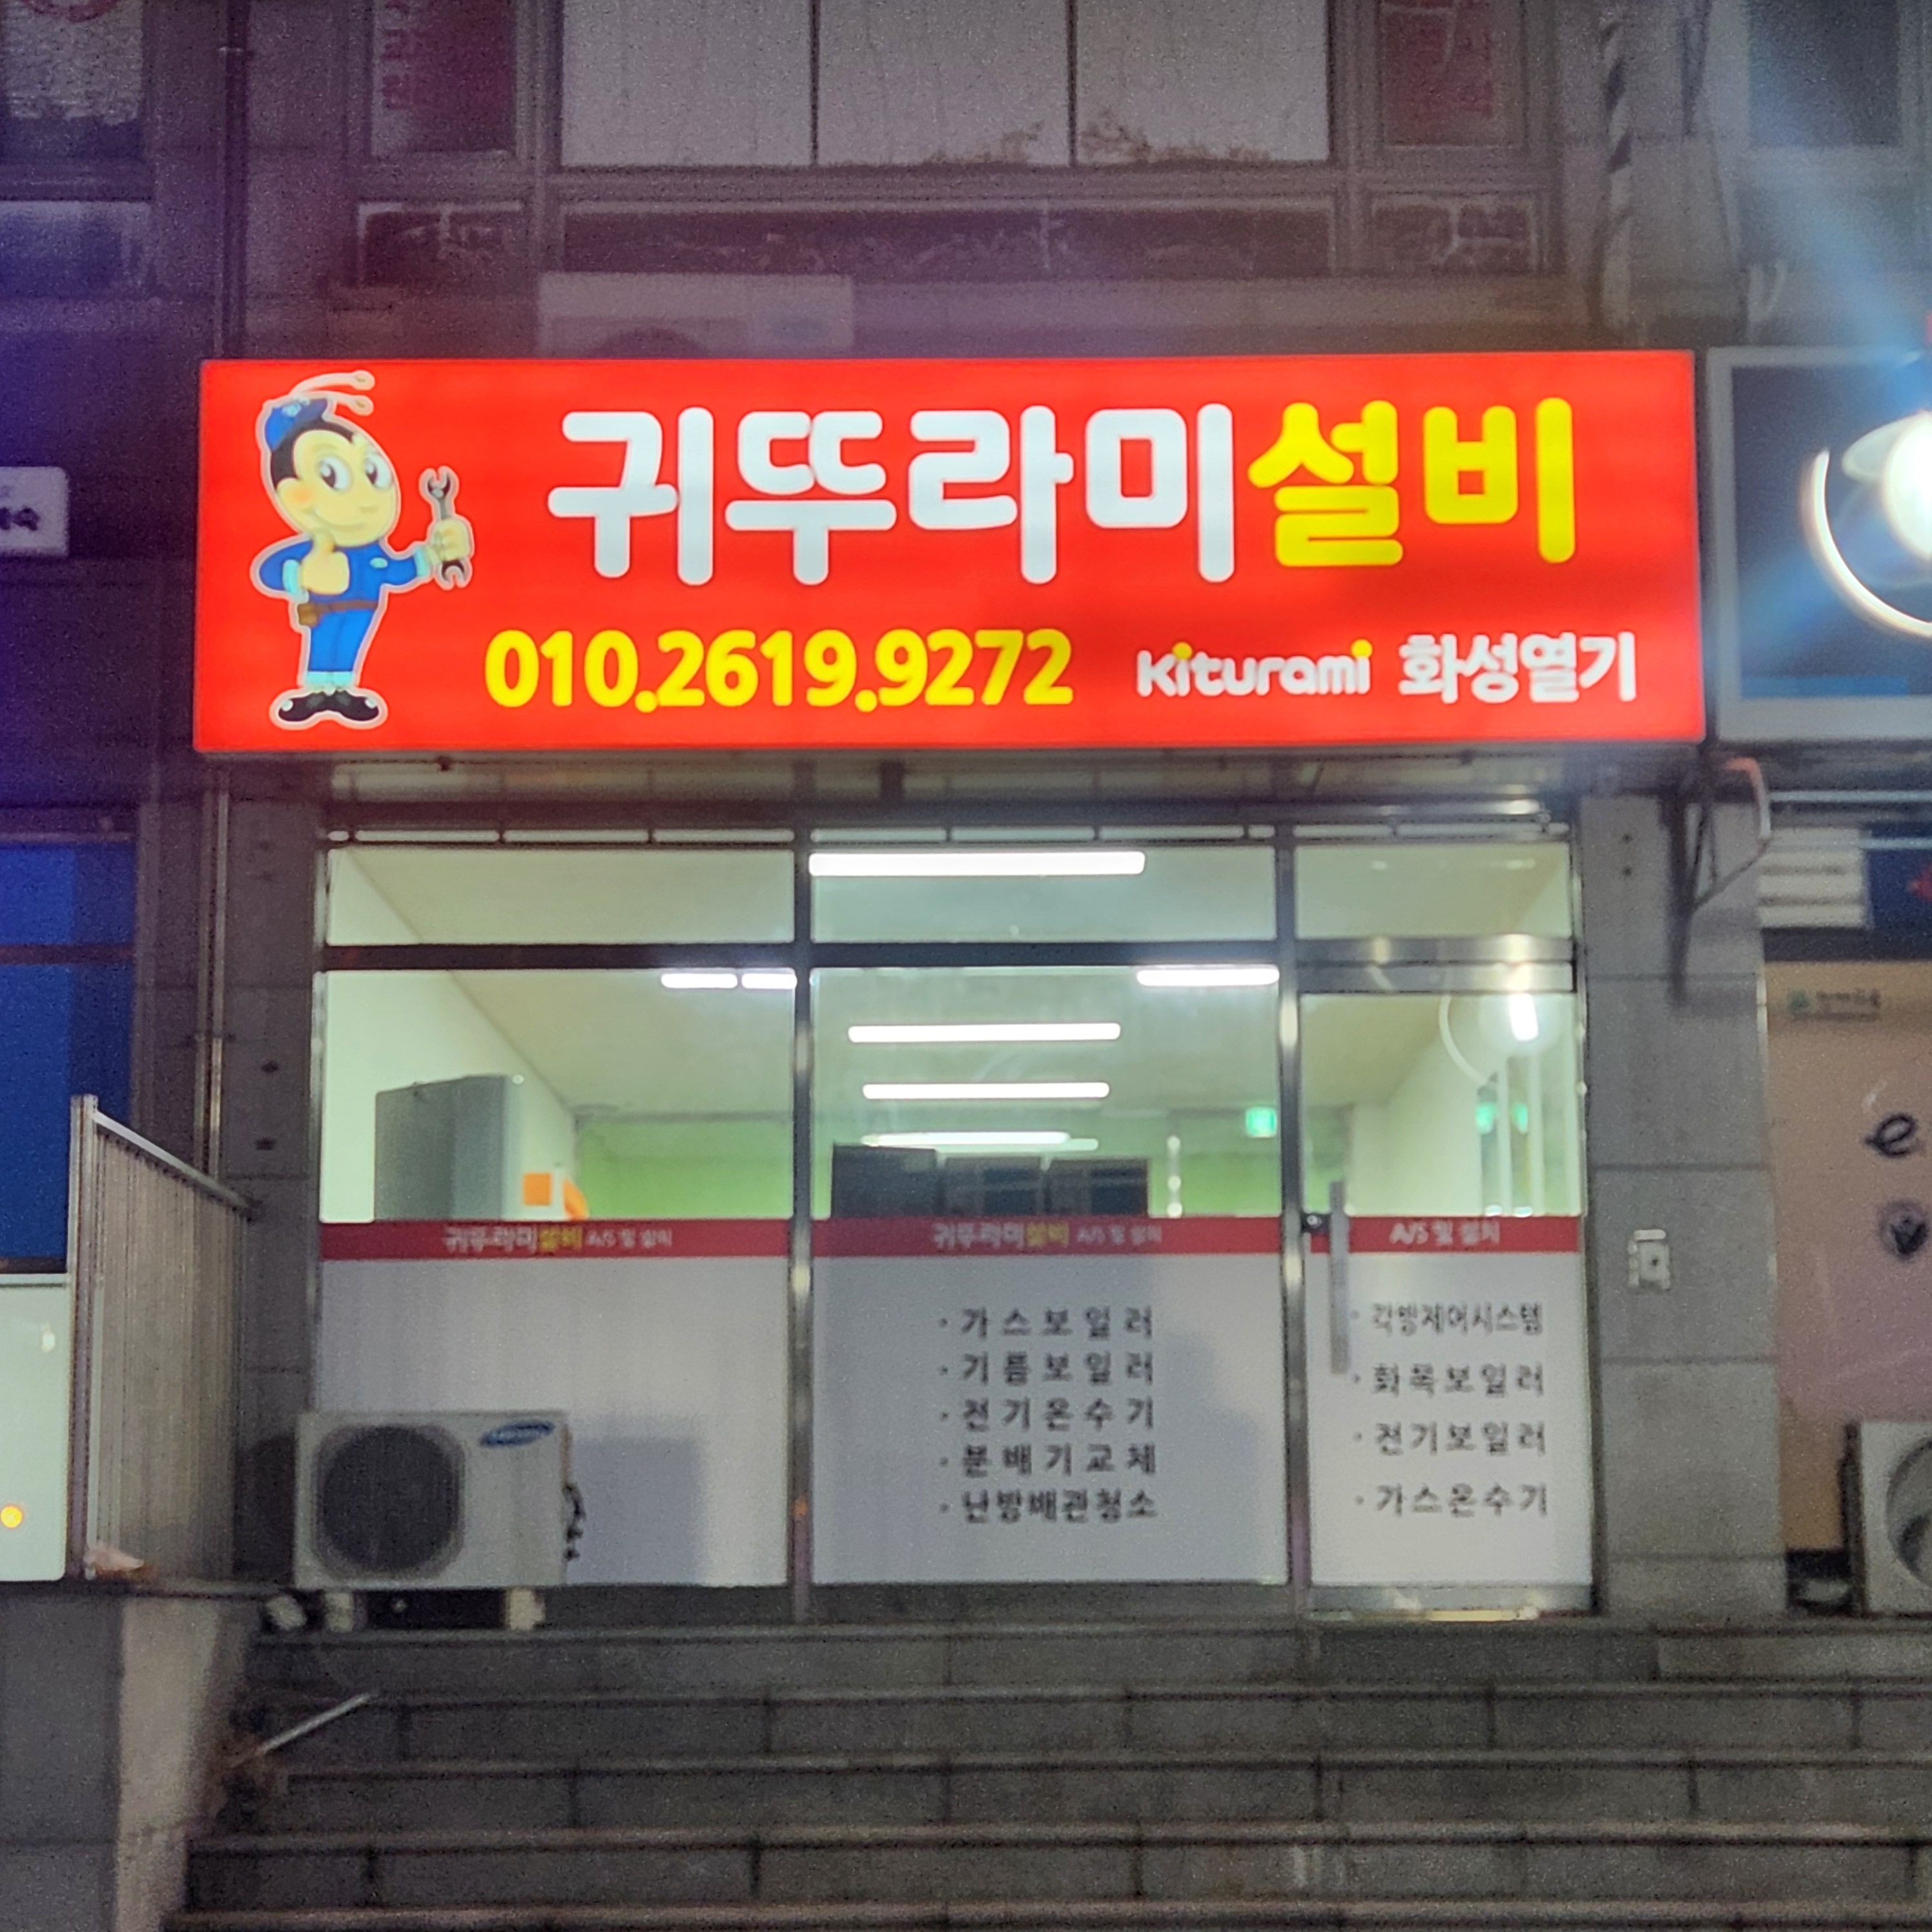 귀뚜라미설비
010.2619.9272 Kiturami 화성열기
귀뚜라미설비 A/S 및 설치
귀뚜라미설비 A/S 및 설치
A/S 및 설치
· 가스보일러
· 기름보일러
· 전기온수기
· 분배기교체
· 난방배관청소
· 각방제어시스템
· 화목보일러
· 전기보일러
· 가스온수기
SAMSUNG